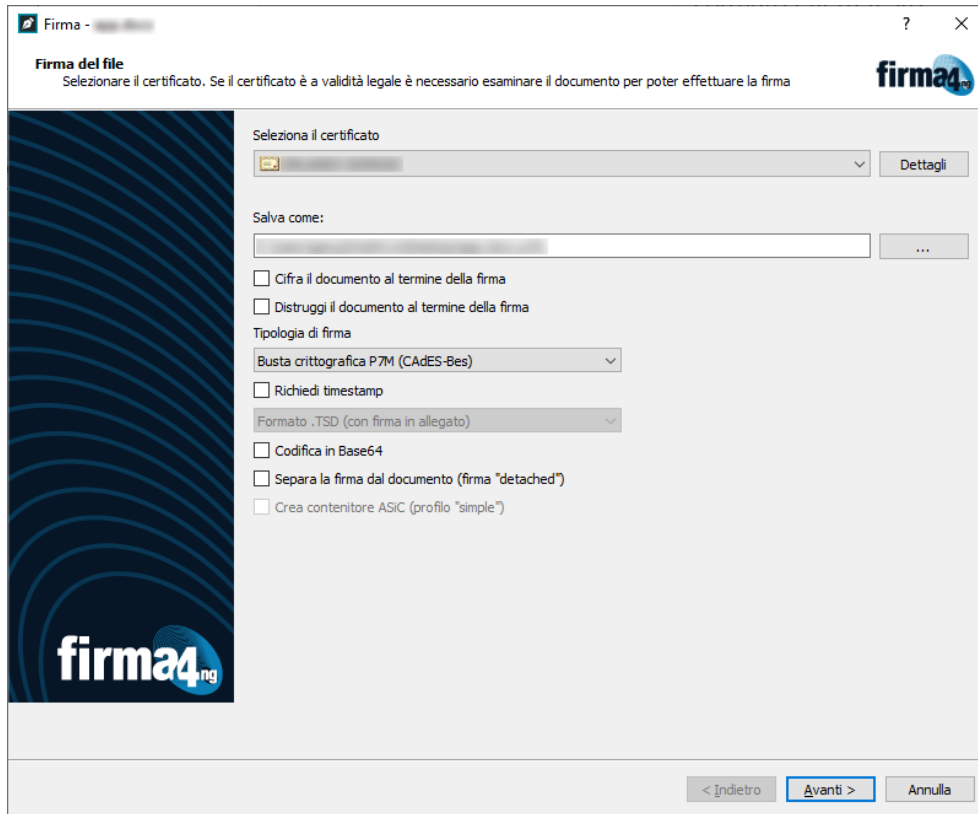 Firma -
?
Firma del file
Selezionare il certificato. Se il certificato è a validità legale è necessario esaminare il documento per poter effettuare la firma
firma4ng
Seleziona il certificato
Dettagli
Salva come:
...
Cifra il documento al termine della firma
Distruggi il documento al termine della firma
Tipologia di firma
Busta crittografica P7M (CAdES-Bes)
Richiedi timestamp
Formato .TSD (con firma in allegato)
Codifica in Base64
Separa la firma dal documento (firma "detached")
Crea contenitore ASiC (profilo "simple")
firma4ng
< Indietro
Avanti >
Annulla